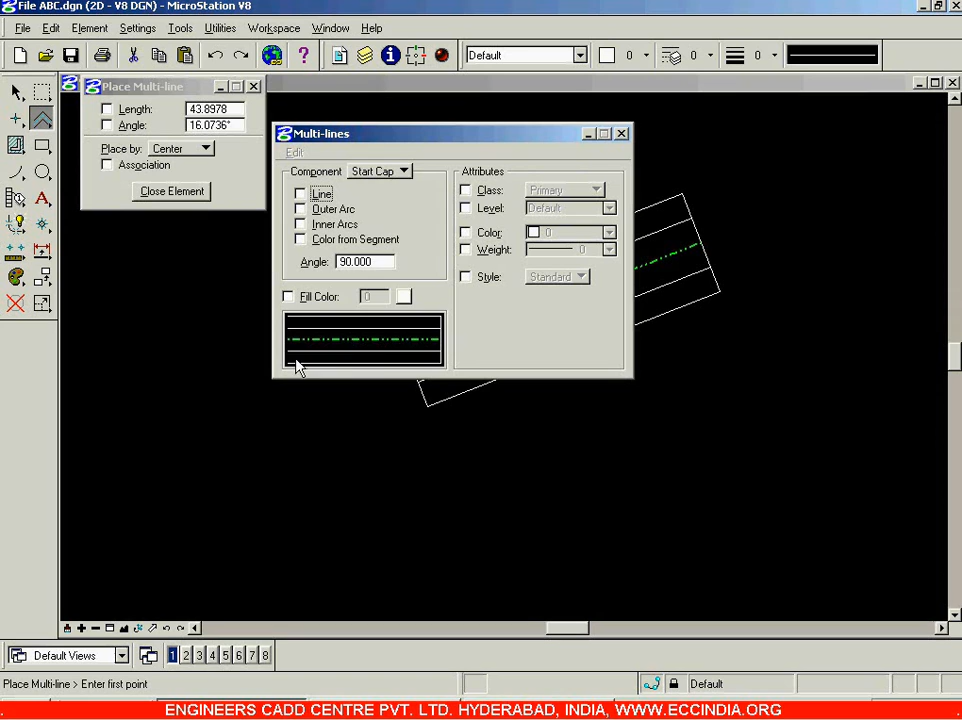 File ABC.dgn (2D - V8 DGN) - MicroStation V8
File Edit Element Settings Tools Utilities Workspace Window Help
Default 0 0 0
Place Multi-line
Length: 43.8978
Angle: 16.0736°
Place by: Center
Association
Close Element
Multi-lines
Edit
Component Start Cap
Line
Outer Arc
Inner Arcs
Color from Segment
Angle: 90.000
Fill Color: 0
Attributes
Class: Primary
Level: Default
Color: 0
Weight: 0
Style: Standard
Default Views 1 2 3 4 5 6 7 8
Place Multi-line > Enter first point Default
ENGINEERS CADD CENTRE PVT. LTD. HYDERABAD, INDIA, WWW.ECCINDIA.ORG